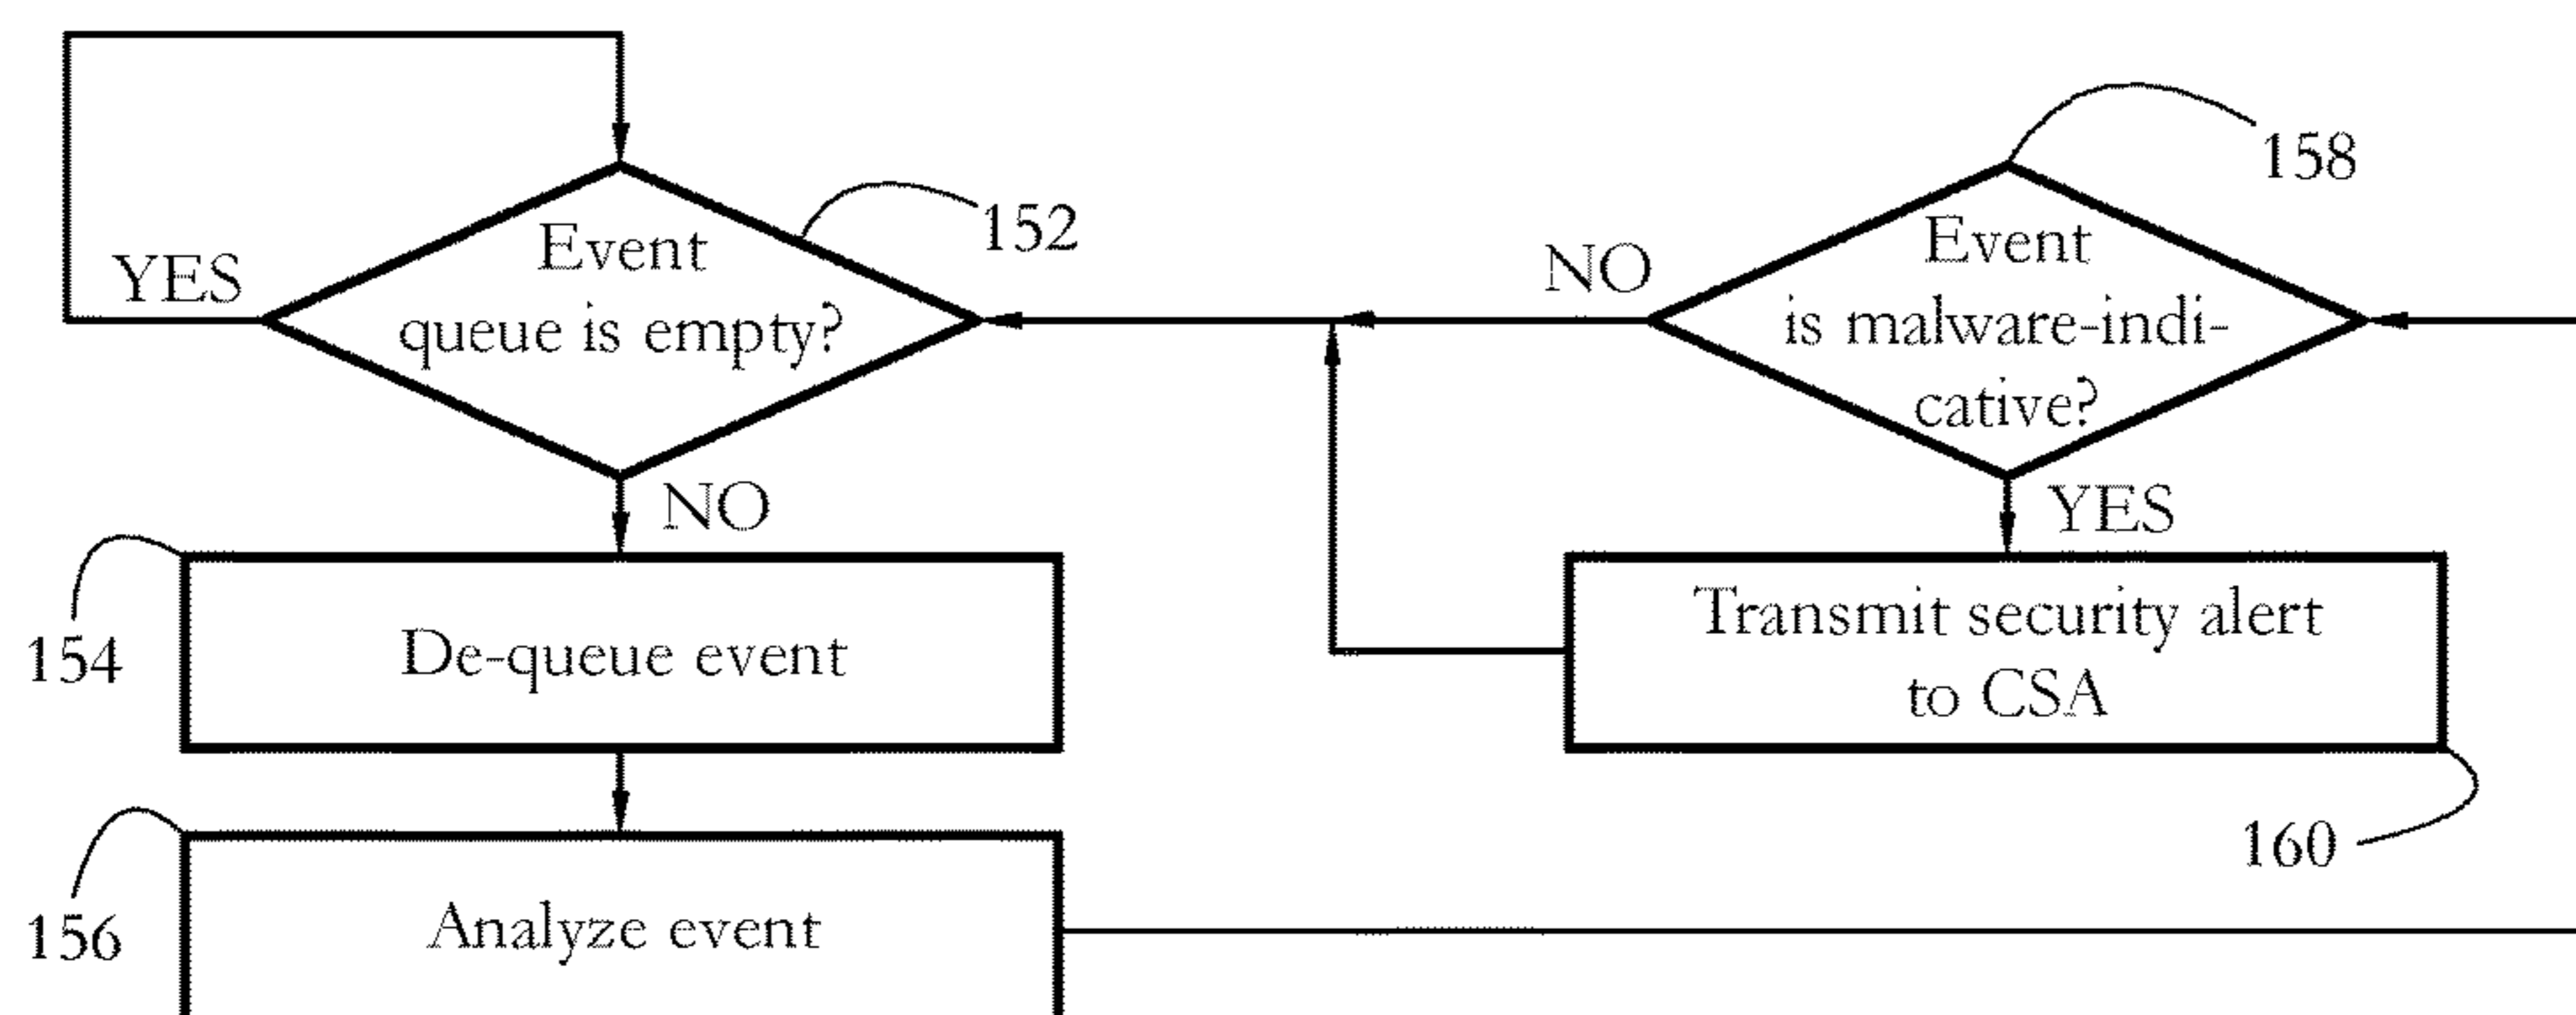 158
Event
queue is empty?
152
YES
NO
Event
is malware-indi-
cative?
NO
YES
154
De-queue event
Transmit security alert
to CSA
160
156
Analyze event